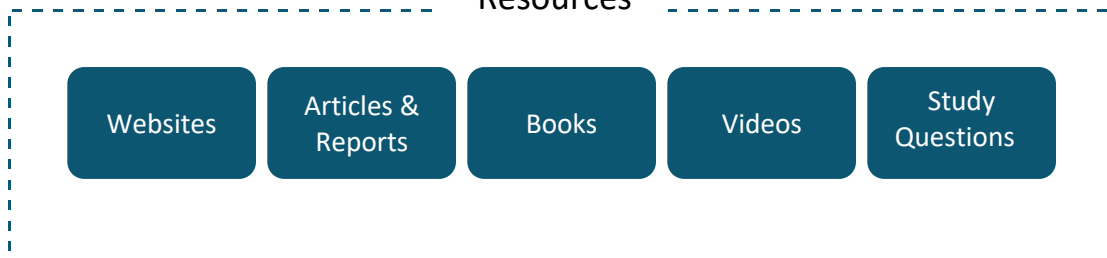 Resources
Websites
Articles &
Reports
Books
Videos
Study
Questions